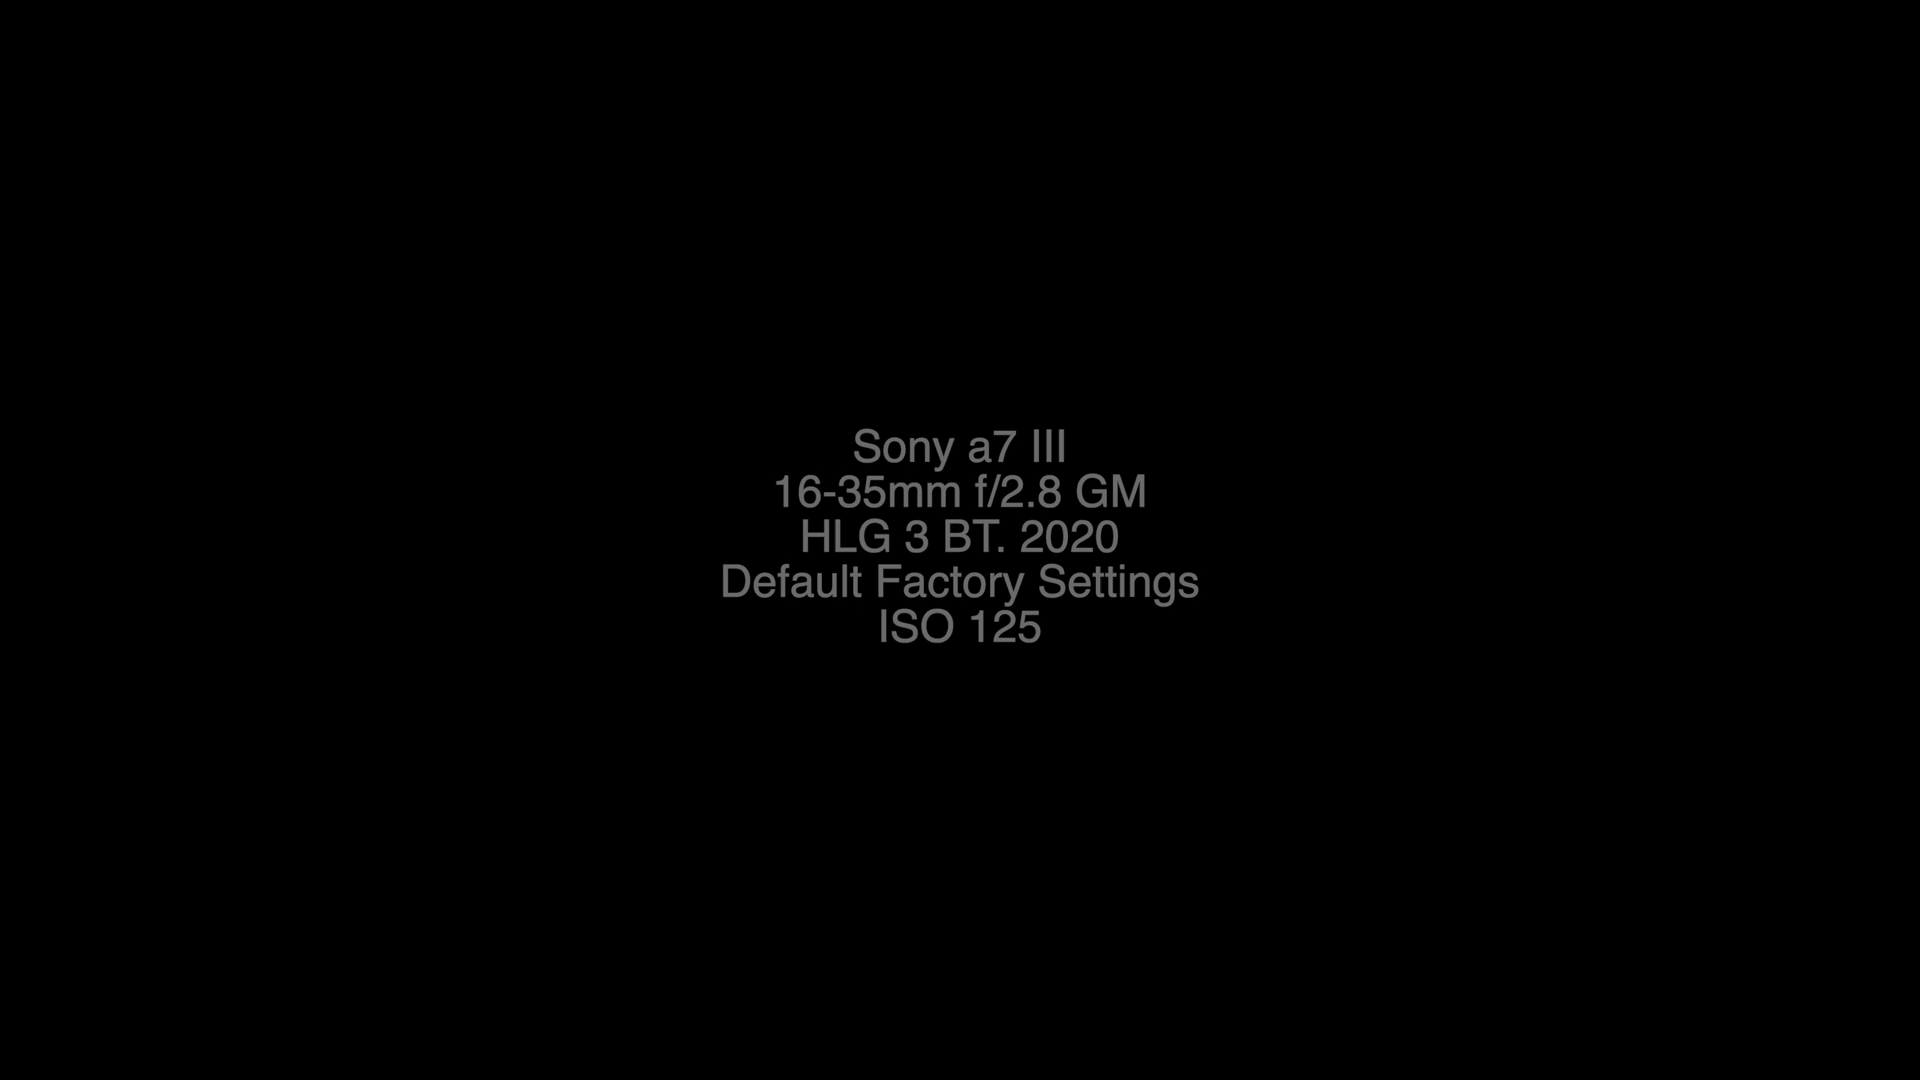 Sony a7 III
16-35mm f/2.8 GM
HLG 3 BT. 2020
Default Factory Settings
ISO 125